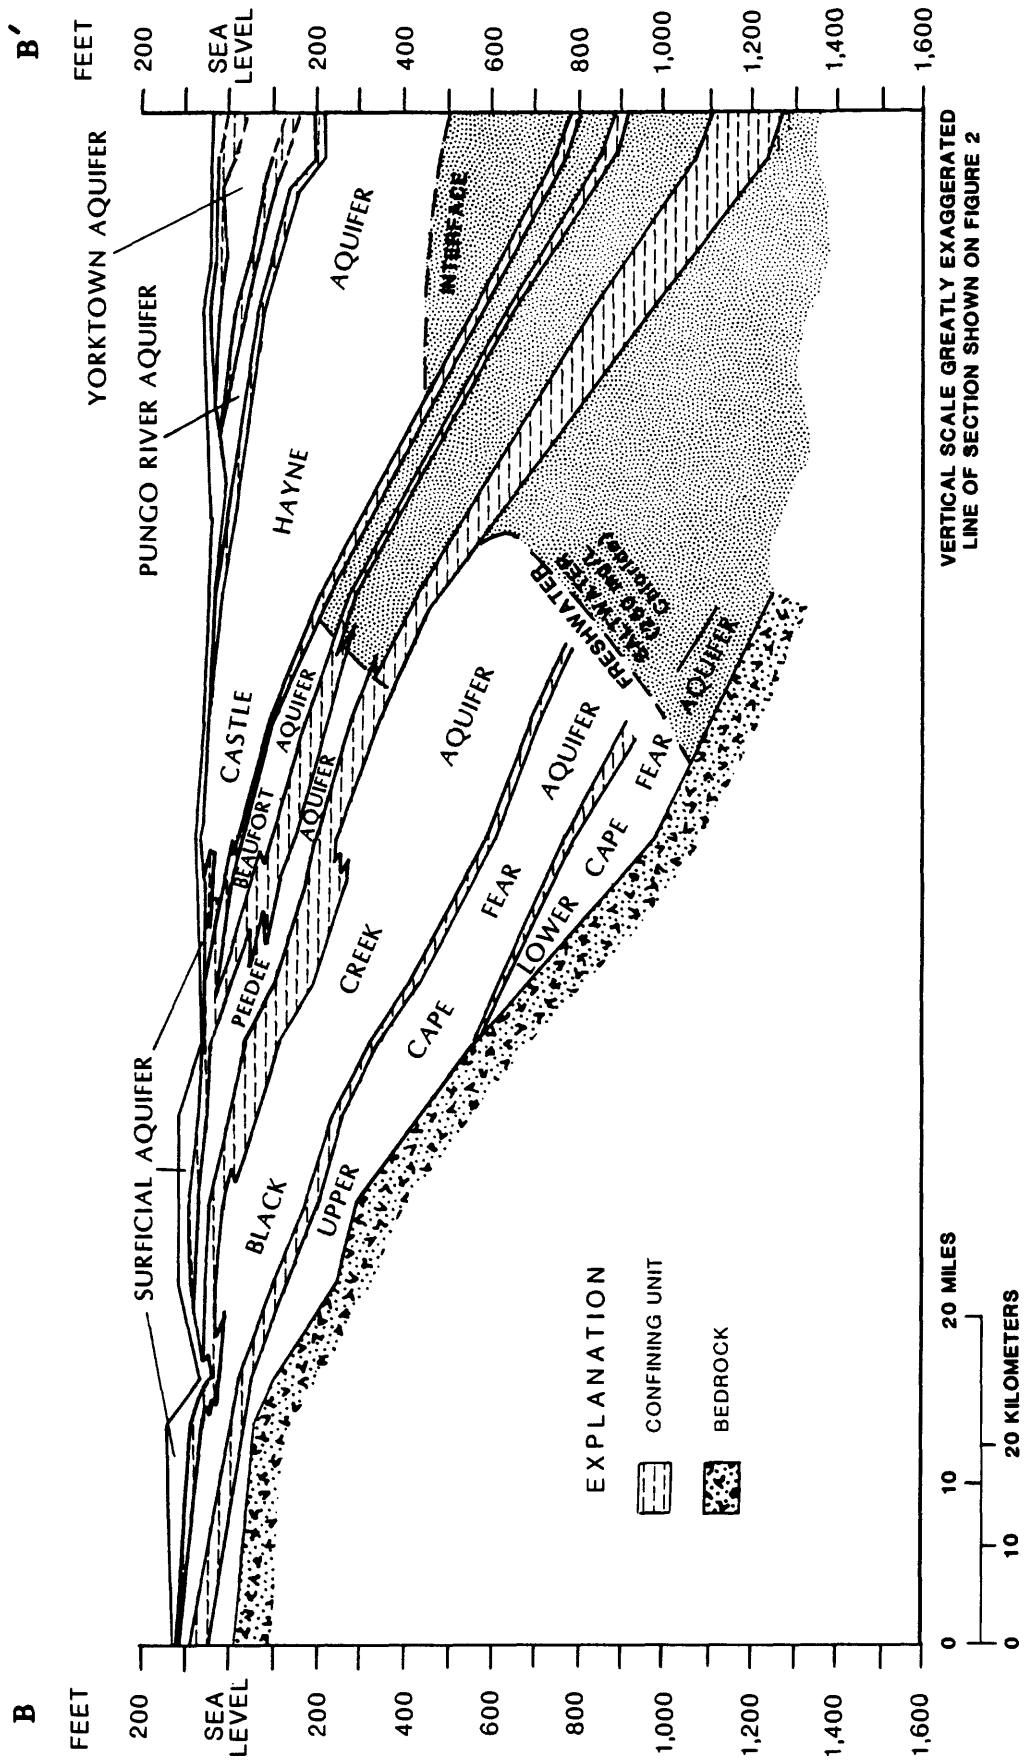 B
B′
FEET
FEET
200
SEA
LEVEL
200
400
600
800
1,000
1,200
1,400
1,600
200
SEA
LEVEL
200
400
600
800
1,000
1,200
1,400
1,600
SURFICIAL AQUIFER
PUNGO RIVER AQUIFER
YORKTOWN AQUIFER
CASTLE HAYNE AQUIFER
BEAUFORT AQUIFER
PEEDEE AQUIFER
BLACK CREEK AQUIFER
UPPER CAPE FEAR AQUIFER
LOWER CAPE FEAR AQUIFER
INTERFACE
FRESHWATER
SALTWATER
(250 mg/L
Chloride)
EXPLANATION
CONFINING UNIT
BEDROCK
0 10 20 MILES
0 10 20 KILOMETERS
VERTICAL SCALE GREATLY EXAGGERATED
LINE OF SECTION SHOWN ON FIGURE 2